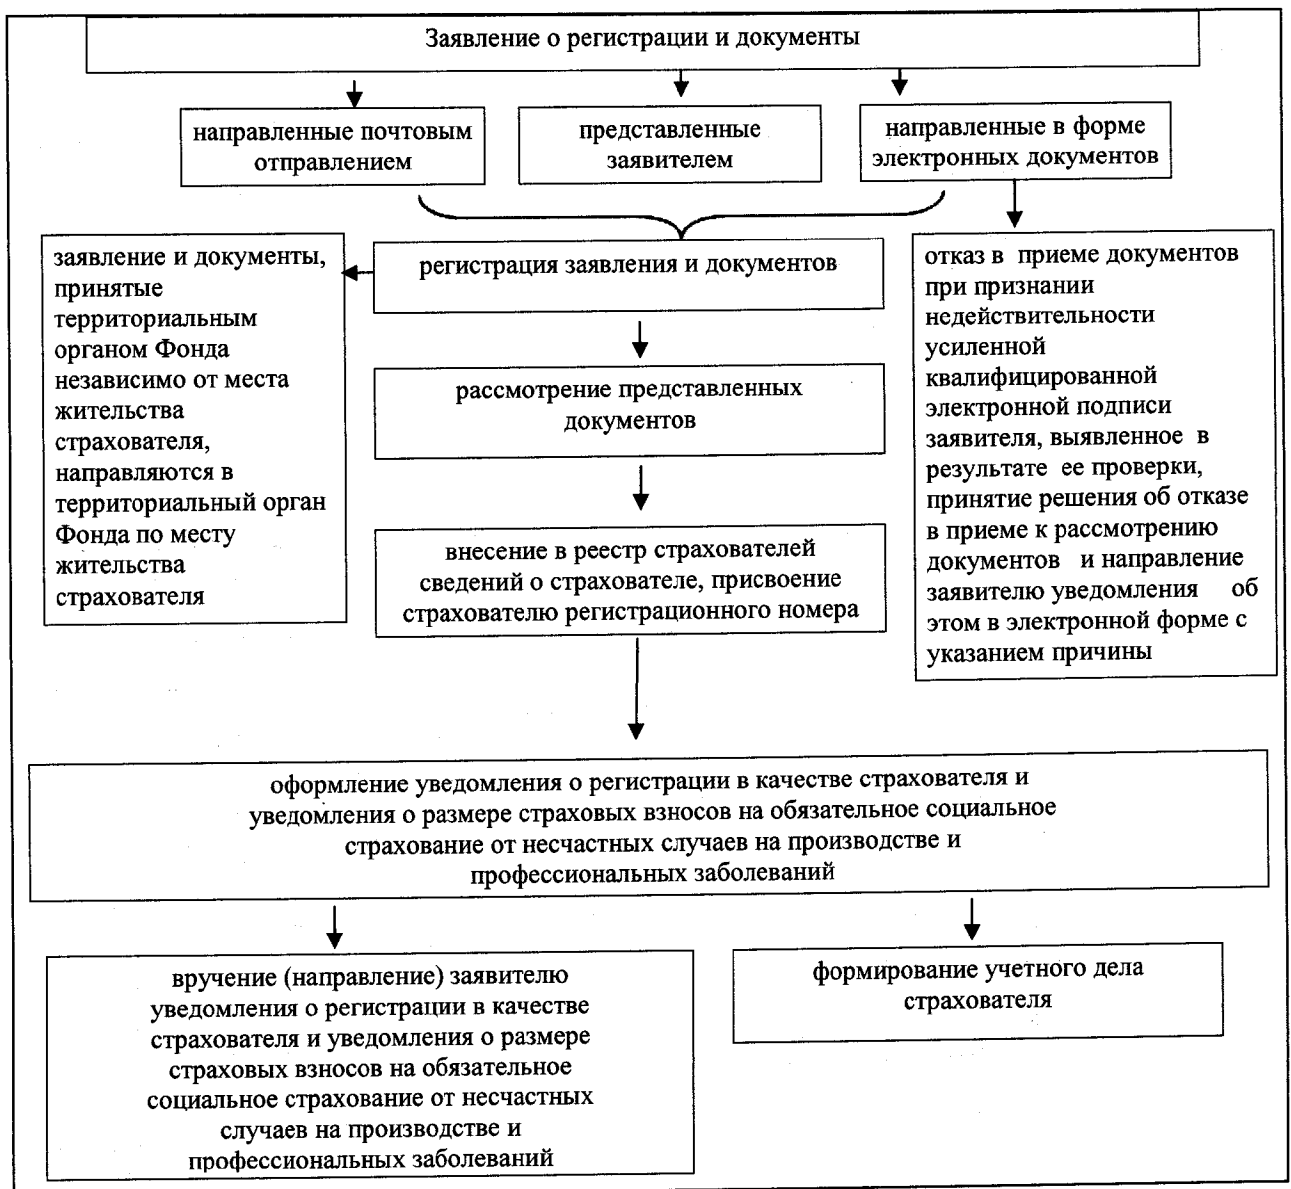 Заявление о регистрации и документы
направленные почтовым
отправлением
представленные
заявителем
направленные в форме
электронных документов
заявление и документы,
принятые
территориальным
органом Фонда
независимо от места
жительства
страхователя,
направляются в
территориальный орган
Фонда по месту
жительства
страхователя
регистрация заявления и документов
рассмотрение представленных
документов
внесение в реестр страхователей
сведений о страхователе, присвоение
страхователю регистрационного номера
отказ в приеме документов
при признании
недействительности
усиленной
квалифицированной
электронной подписи
заявителя, выявленное в
результате ее проверки,
принятие решения об отказе
в приеме к рассмотрению
документов и направление
заявителю уведомления об
этом в электронной форме с
указанием причины
оформление уведомления о регистрации в качестве страхователя и
уведомления о размере страховых взносов на обязательное социальное
страхование от несчастных случаев на производстве и
профессиональных заболеваний
вручение (направление) заявителю
уведомления о регистрации в качестве
страхователя и уведомления о размере
страховых взносов на обязательное
социальное страхование от несчастных
случаев на производстве и
профессиональных заболеваний
формирование учетного дела
страхователя